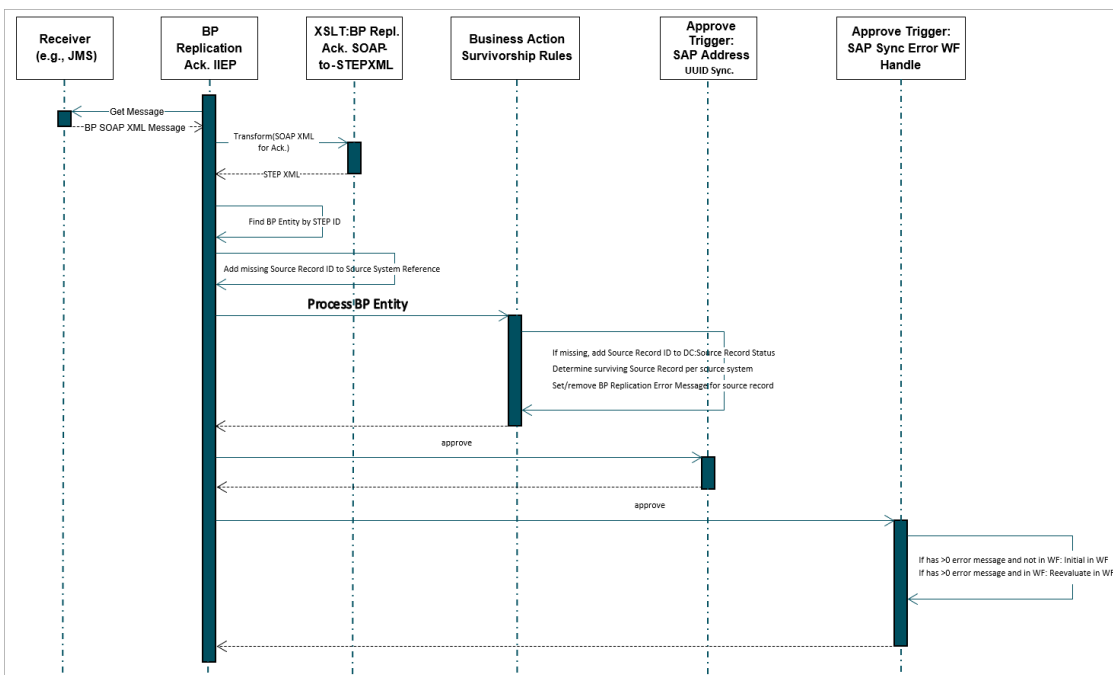 Receiver
(e.g., JMS)
BP
Replication
Ack. IIEP
XSLT:BP Repl.
Ack. SOAP-
to-STEPXML
Business Action
Survivorship Rules
Approve
Trigger:
SAP Address
UUID Sync.
Approve Trigger:
SAP Sync Error WF
Handle
Get Message
BP SOAP XML Message
Transform(SOAP XML
for Ack.)
STEP XML
Find BP Entity by STEP ID
Add missing Source Record ID to Source System Reference
Process BP Entity
If missing, add Source Record ID to DC:Source Record Status
Determine surviving Source Record per source system
Set/remove BP Replication Error Message for source record
approve
approve
If has >0 error message and not in WF: Initial in WF
If has >0 error message and in WF: Reevaluate in WF